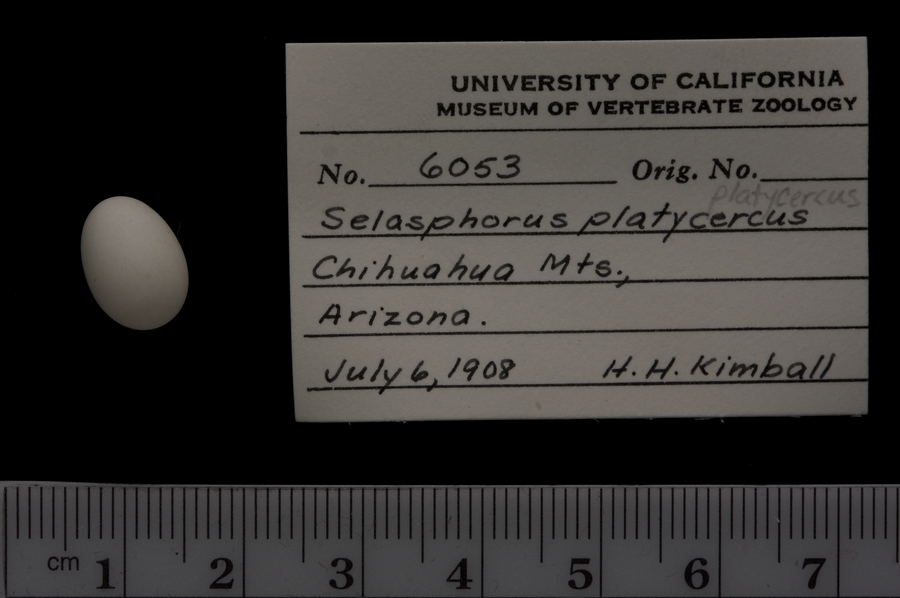 UNIVERSITY OF CALIFORNIA
MUSEUM OF VERTEBRATE ZOOLOGY
No. 6053 Orig. No.
platycercus
Selasphorus platycercus
Chihuahua Mts.,
Arizona.
July 6, 1908 H. H. Kimball
cm 1 2 3 4 5 6 7